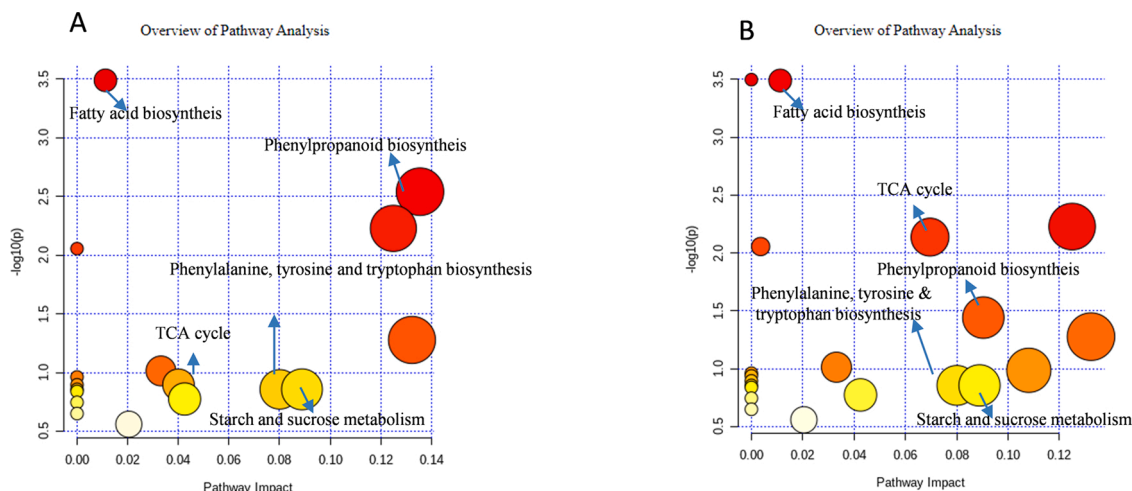 A
Overview of Pathway Analysis
3.5
3.0
2.5
2.0
1.5
1.0
0.5
-log10(p)
Fatty acid biosyntheis
Phenylpropanoid biosyntheis
Phenylalanine, tyrosine and tryptophan biosynthesis
TCA cycle
Starch and sucrose metabolism
0.00 0.02 0.04 0.06 0.08 0.10 0.12 0.14
Pathway Impact
B
Overview of Pathway Analysis
3.5
3.0
2.5
2.0
1.5
1.0
0.5
-log10(p)
Fatty acid biosynthesis
TCA cycle
Phenylpropanoid biosyntheis
Phenylalanine, tyrosine &
tryptophan biosynthesis
Starch and sucrose metabolism
0.00 0.02 0.04 0.06 0.08 0.10 0.12
Pathway Impact